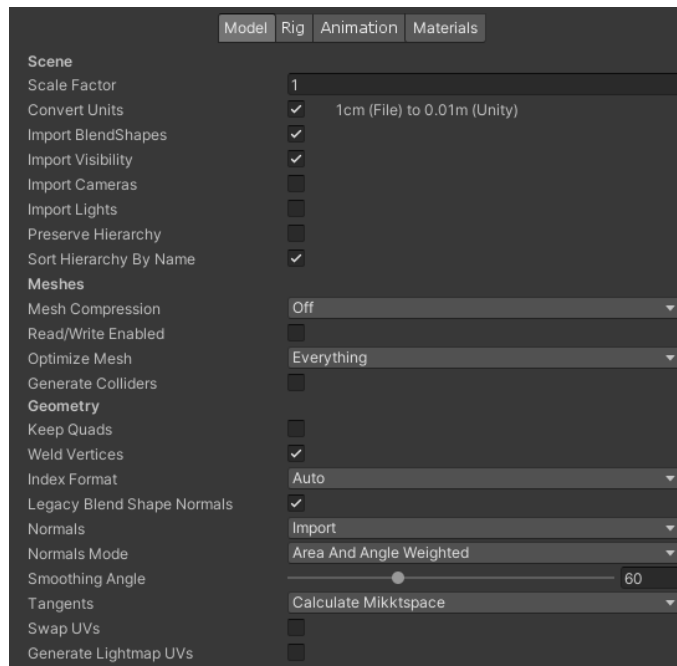 Model Rig Animation Materials
Scene
Scale Factor 1
Convert Units 1cm (File) to 0.01m (Unity)
Import BlendShapes
Import Visibility
Import Cameras
Import Lights
Preserve Hierarchy
Sort Hierarchy By Name
Meshes
Mesh Compression Off
Read/Write Enabled
Optimize Mesh Everything
Generate Colliders
Geometry
Keep Quads
Weld Vertices
Index Format Auto
Legacy Blend Shape Normals
Normals Import
Normals Mode Area And Angle Weighted
Smoothing Angle 60
Tangents Calculate Mikktspace
Swap UVs
Generate Lightmap UVs